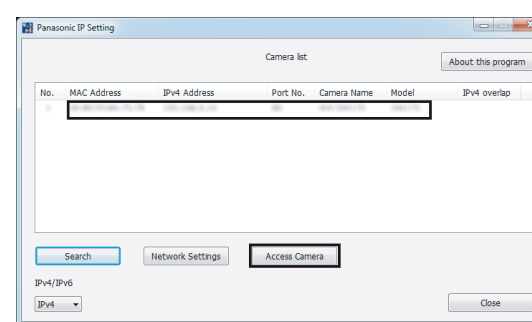 Panasonic IP Setting
Camera list
About this program
No. MAC Address IPv4 Address Port No. Camera Name Model IPv4 overlap
Search Network Settings Access Camera
IPv4/IPv6
IPv4
Close